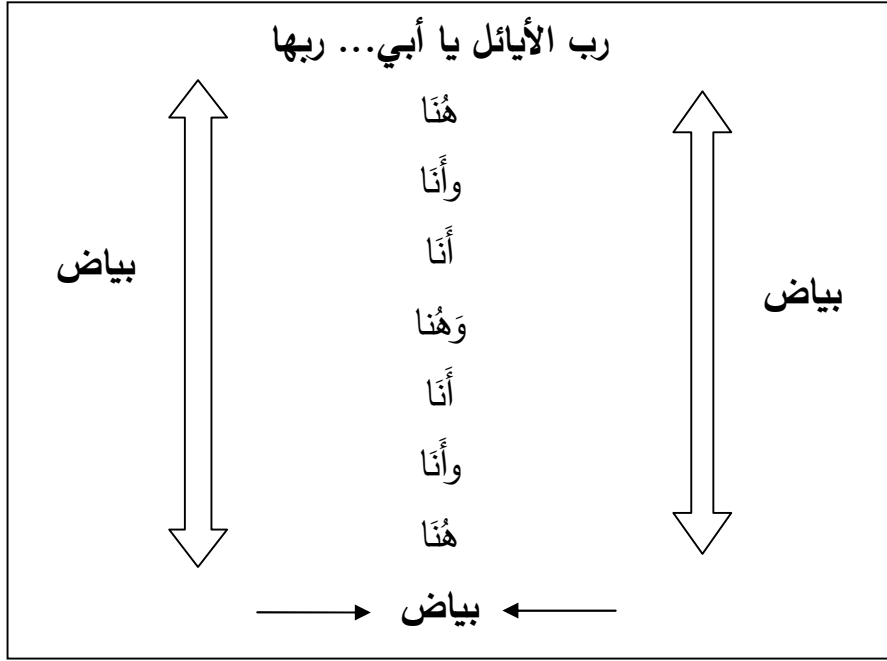 رب الأيائل يا أبي... ربها
هُنَا
وأَنَا
أَنَا
وَهُنا
أَنَا
وأَنَا
هُنَا
بياض
بياض
بياض